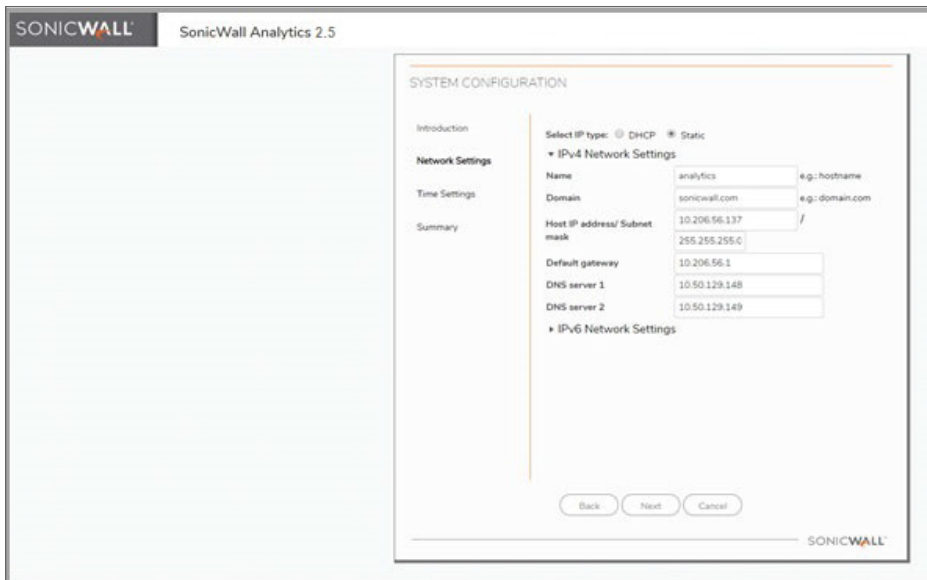 SONICWALL
SonicWall Analytics 2.5
SYSTEM CONFIGURATION
Introduction
Network Settings
Time Settings
Summary
Select IP type: DHCP Static
IPv4 Network Settings
Name analytics e.g.: hostname
Domain sonicwall.com e.g.: domain.com
Host IP address/ Subnet mask 10.206.56.137 /
255.255.255.0
Default gateway 10.206.56.1
DNS server 1 10.50.129.148
DNS server 2 10.50.129.149
IPv6 Network Settings
Back Next Cancel
SONICWALL